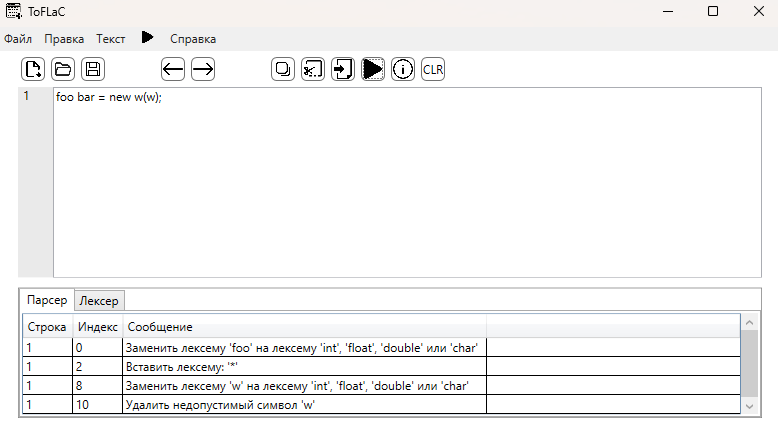 ToFLaC
Файл Правка Текст Справка
CLR
1 foo bar = new w(w);
Парсер Лексер
Строка Индекс Сообщение
1 0 Заменить лексему 'foo' на лексему 'int', 'float', 'double' или 'char'
1 2 Вставить лексему: '*'
1 8 Заменить лексему 'w' на лексему 'int', 'float', 'double' или 'char'
1 10 Удалить недопустимый символ 'w'